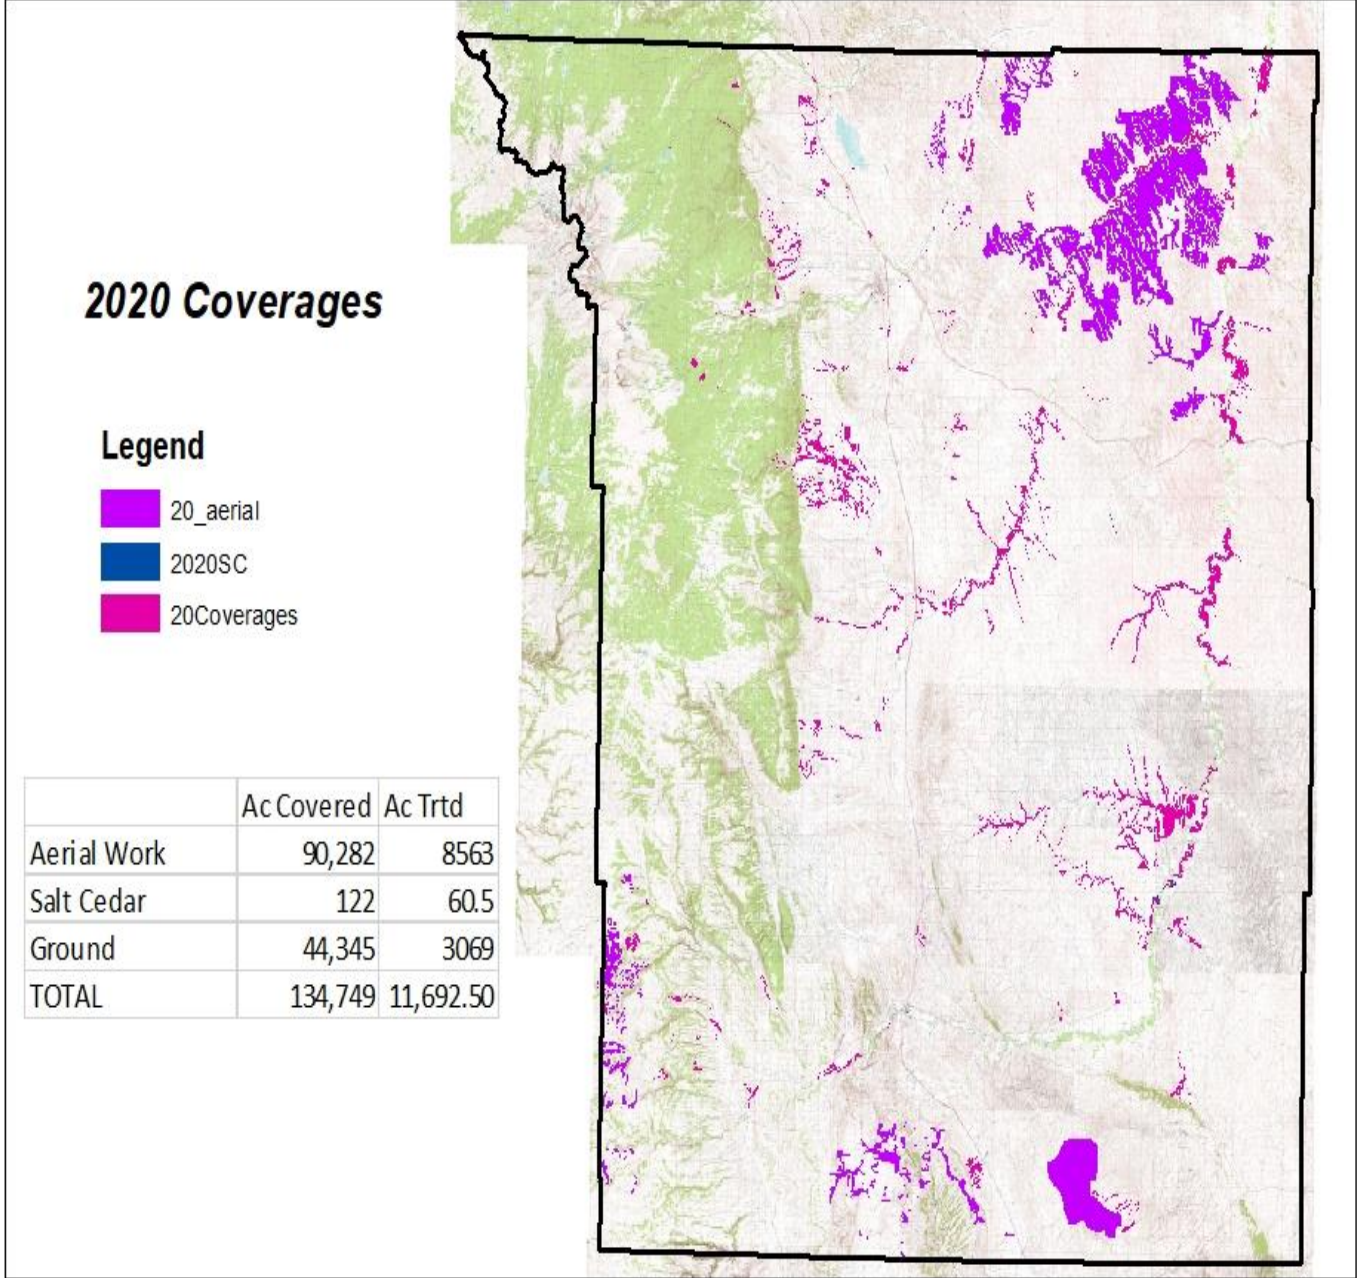 2020 Coverages
Legend
20_aerial
2020SC
20Coverages
Ac Covered Ac Trtd
Aerial Work 90,282 8563
Salt Cedar 122 60.5
Ground 44,345 3069
TOTAL 134,749 11,692.50